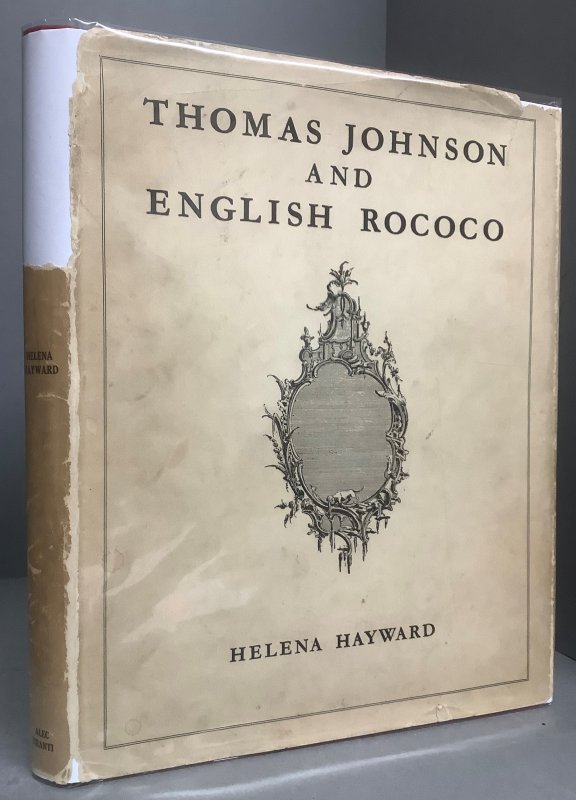 THOMAS JOHNSON
AND
ENGLISH ROCOCO
HELENA HAYWARD
HELENA
HAYWARD
ALEC